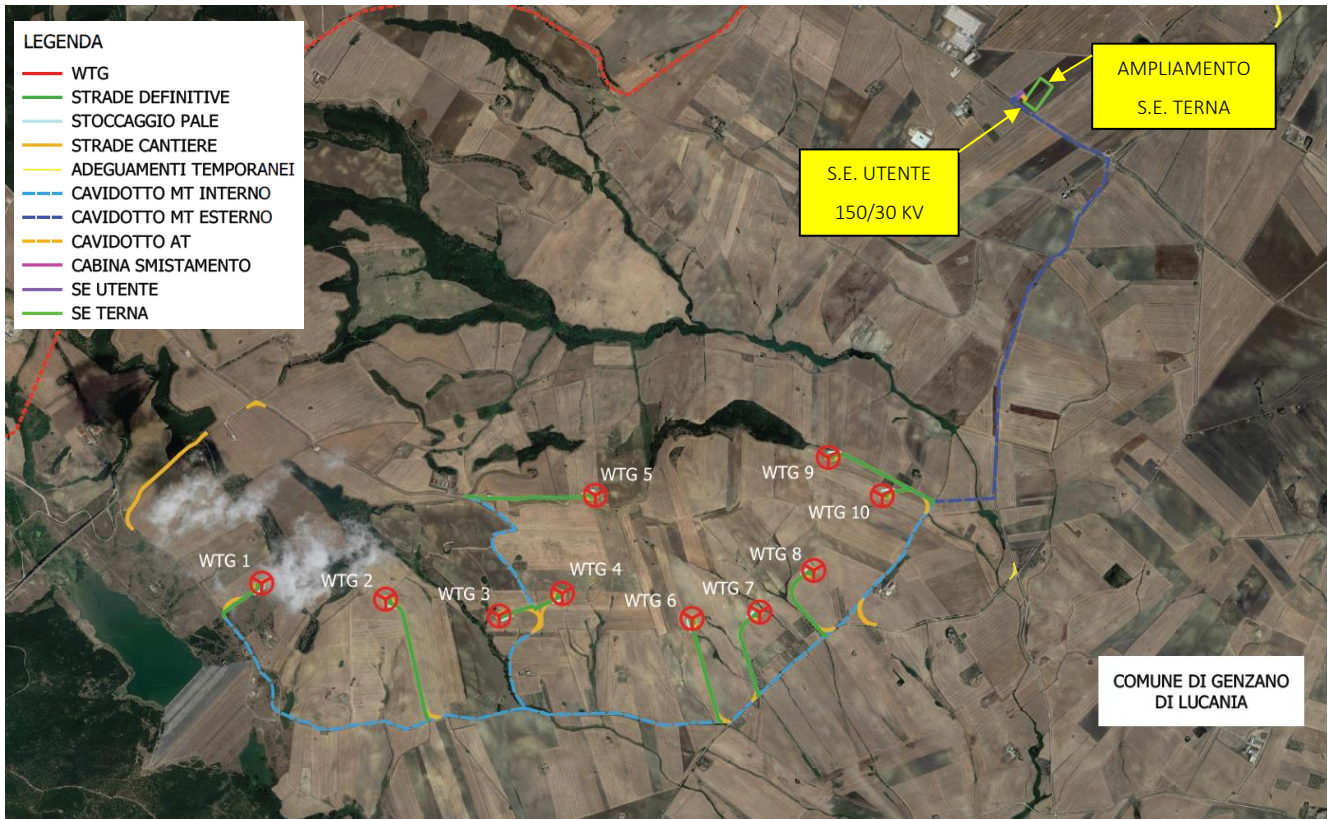 LEGENDA
WTG
STRADE DEFINITIVE
STOCCAGGIO PALE
STRADE CANTIERE
ADEGUAMENTI TEMPORANEI
CAVIDOTTO MT INTERNO
CAVIDOTTO MT ESTERNO
CAVIDOTTO AT
CABINA SMISTAMENTO
SE UTENTE
SE TERNA
AMPLIAMENTO
S.E. TERNA
S.E. UTENTE
150/30 KV
WTG 9
WTG 5
WTG 10
WTG 1
WTG 2
WTG 3
WTG 4
WTG 6
WTG 7
WTG 8
COMUNE DI GENZANO
DI LUCANIA